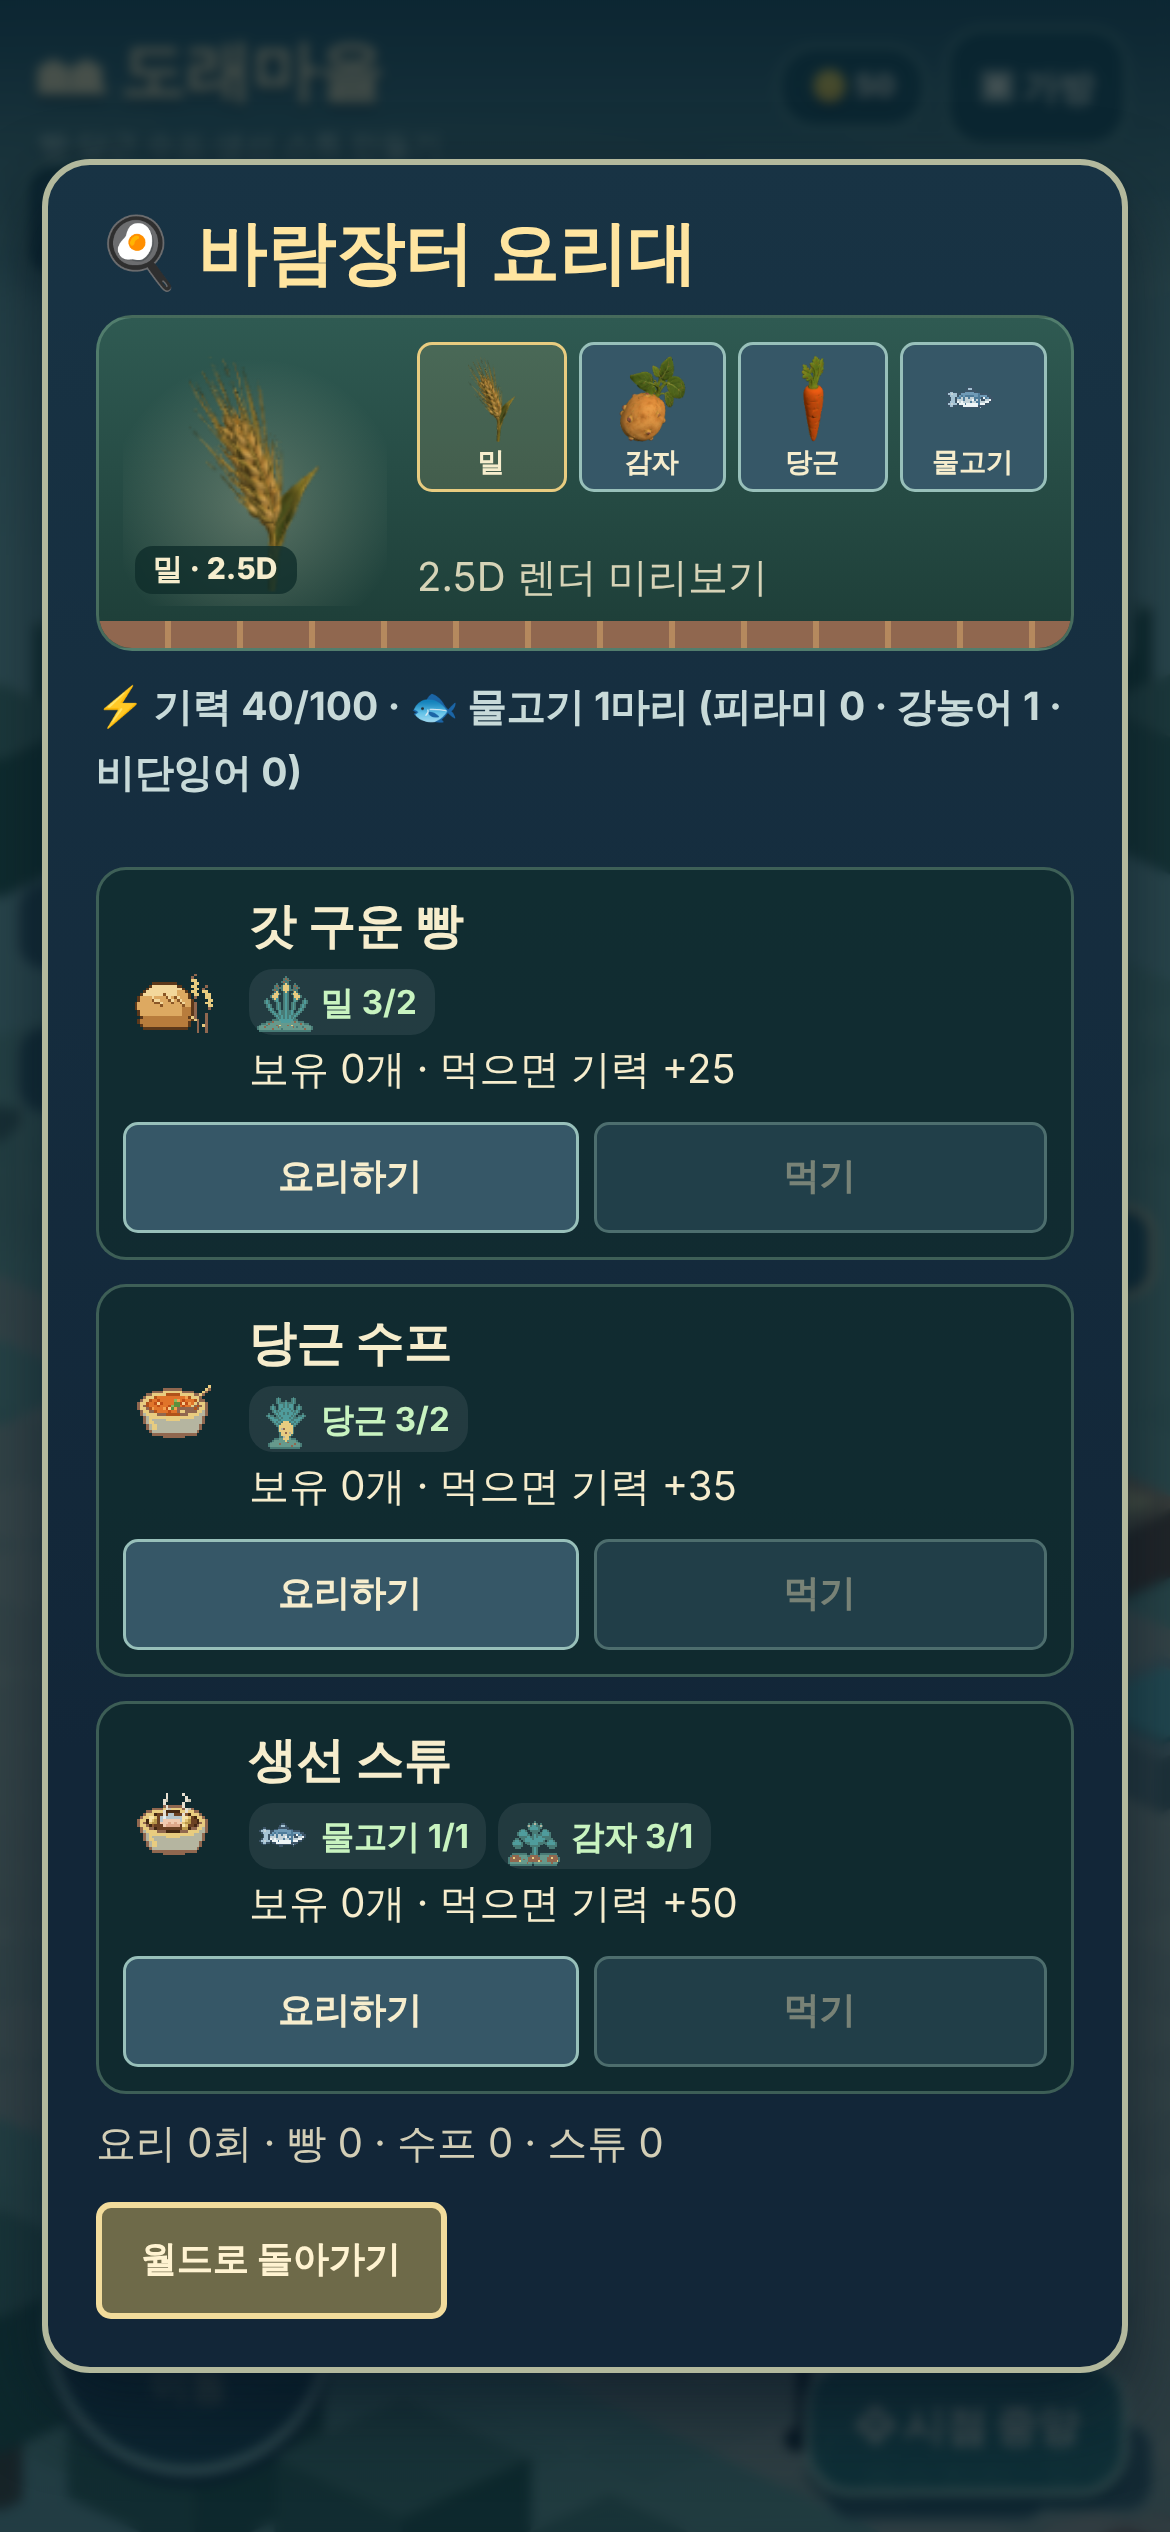 도래마을
50
가방
바람장터 요리대
밀
감자
당근
물고기
밀 · 2.5D
2.5D 렌더 미리보기
⚡ 기력 40/100 · 🐟 물고기 1마리 (피라미 0 · 강농어 1 ·
비단잉어 0)
갓 구운 빵
밀 3/2
보유 0개 · 먹으면 기력 +25
요리하기
먹기
당근 수프
당근 3/2
보유 0개 · 먹으면 기력 +35
요리하기
먹기
생선 스튜
물고기 1/1
감자 3/1
보유 0개 · 먹으면 기력 +50
요리하기
먹기
요리 0회 · 빵 0 · 수프 0 · 스튜 0
월드로 돌아가기